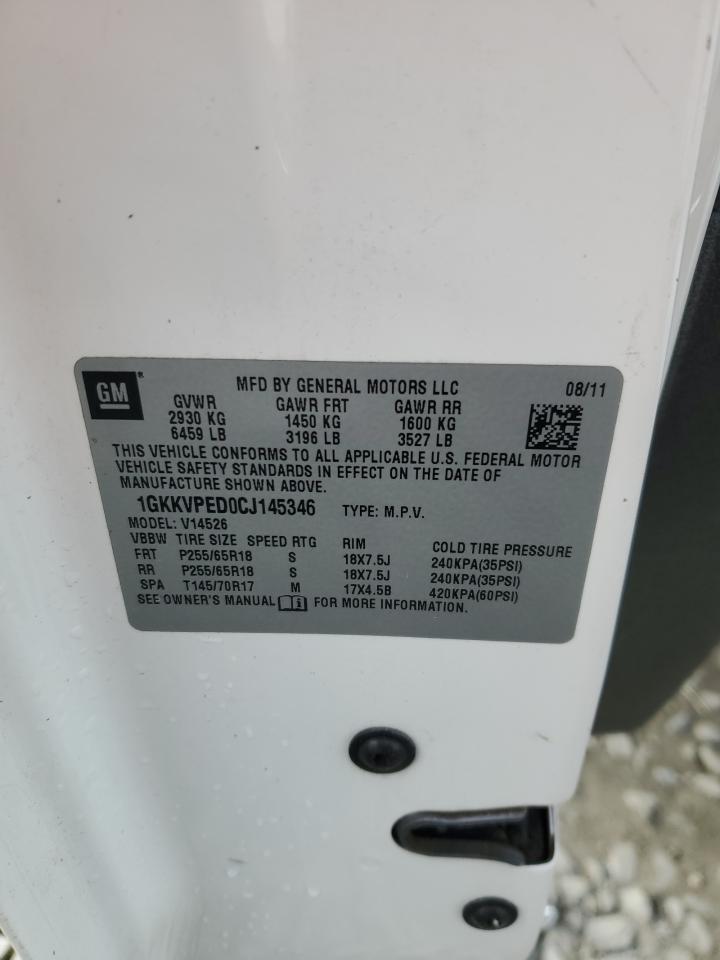 GM® MFD BY GENERAL MOTORS LLC 08/11
GVWR GAWR FRT GAWR RR
2930 KG 1450 KG 1600 KG
6459 LB 3196 LB 3527 LB
THIS VEHICLE CONFORMS TO ALL APPLICABLE U.S. FEDERAL MOTOR
VEHICLE SAFETY STANDARDS IN EFFECT ON THE DATE OF
MANUFACTURE SHOWN ABOVE.
1GKKVPED0CJ145346 TYPE: M.P.V.
MODEL: V14526
VBBW TIRE SIZE SPEED RTG RIM COLD TIRE PRESSURE
FRT P255/65R18 S 18X7.5J 240KPA(35PSI)
RR P255/65R18 S 18X7.5J 240KPA(35PSI)
SPA T145/70R17 M 17X4.5B 420KPA(60PSI)
SEE OWNER'S MANUAL FOR MORE INFORMATION.